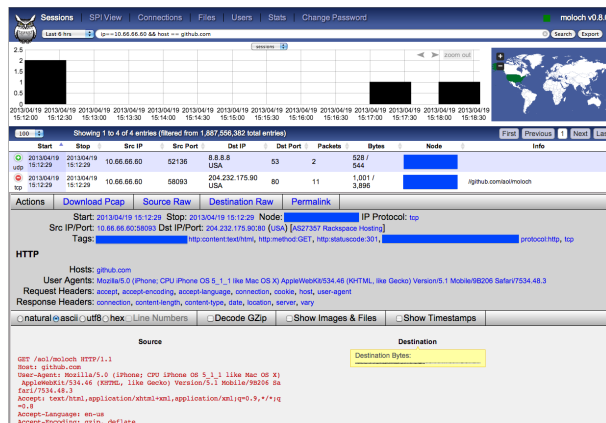 Sessions SPI View Connections Files Users Stats Change Password moloch v0.8.
Last 6 hrs ip==10.66.66.60 && host == github.com Search Export
sessions
zoom out
2.5
2
1.5
1
0.5
0
2013/04/19 2013/04/19 2013/04/19 2013/04/19 2013/04/19 2013/04/19 2013/04/19 2013/04/19 2013/04/19 2013/04/19 2013/04/19 2013/04/19 2013/04/19 2013/04/19
15:12:00 15:12:30 15:13:00 15:13:30 15:14:00 15:14:30 15:15:00 15:15:30 15:16:00 15:16:30 15:17:00 15:17:30 15:18:00 15:18:30
100 Showing 1 to 4 of 4 entries (filtered from 1,887,556,382 total entries) First Previous 1 Next Las
Start Stop Src IP Src Port Dst IP Dst Port Packets Bytes Node Info
udp 2013/04/19 15:12:29 2013/04/19 15:12:29 10.66.66.60 52136 8.8.8.8 USA 53 2 528 / 544
tcp 2013/04/19 15:12:29 2013/04/19 15:12:29 10.66.66.60 58093 204.232.175.90 USA 80 11 1,001 / 3,896 //github.com/aol/moloch
Actions Download Pcap Source Raw Destination Raw Permalink
Start: 2013/04/19 15:12:29 Stop: 2013/04/19 15:12:29 Node: IP Protocol: tcp
Src IP/Port: 10.66.66.60:58093 Dst IP/Port: 204.232.175.90:80 (USA) [AS27357 Rackspace Hosting]
Tags: http:content:text/html, http:method:GET, http:statuscode:301, protocol:http, tcp
HTTP
Hosts: github.com
User Agents: Mozilla/5.0 (iPhone; CPU iPhone OS 5_1_1 like Mac OS X) AppleWebKit/534.46 (KHTML, like Gecko) Version/5.1 Mobile/9B206 Safari/7534.48.3
Request Headers: accept, accept-encoding, accept-language, connection, cookie, host, user-agent
Response Headers: connection, content-length, content-type, date, location, server, vary
natural ascii utf8 hex Line Numbers Decode GZip Show Images & Files Show Timestamps
Source Destination
Destination Bytes:
GET /aol/moloch HTTP/1.1
Host: github.com
User-Agent: Mozilla/5.0 (iPhone; CPU iPhone OS 5_1_1 like Mac OS X)
AppleWebKit/534.46 (KHTML, like Gecko) Version/5.1 Mobile/9B206 Sa
fari/7534.48.3
Accept: text/html,application/xhtml+xml,application/xml;q=0.9,*/*;q
=0.8
Accept-Language: en-us
Accept-Encoding: gzip, deflate